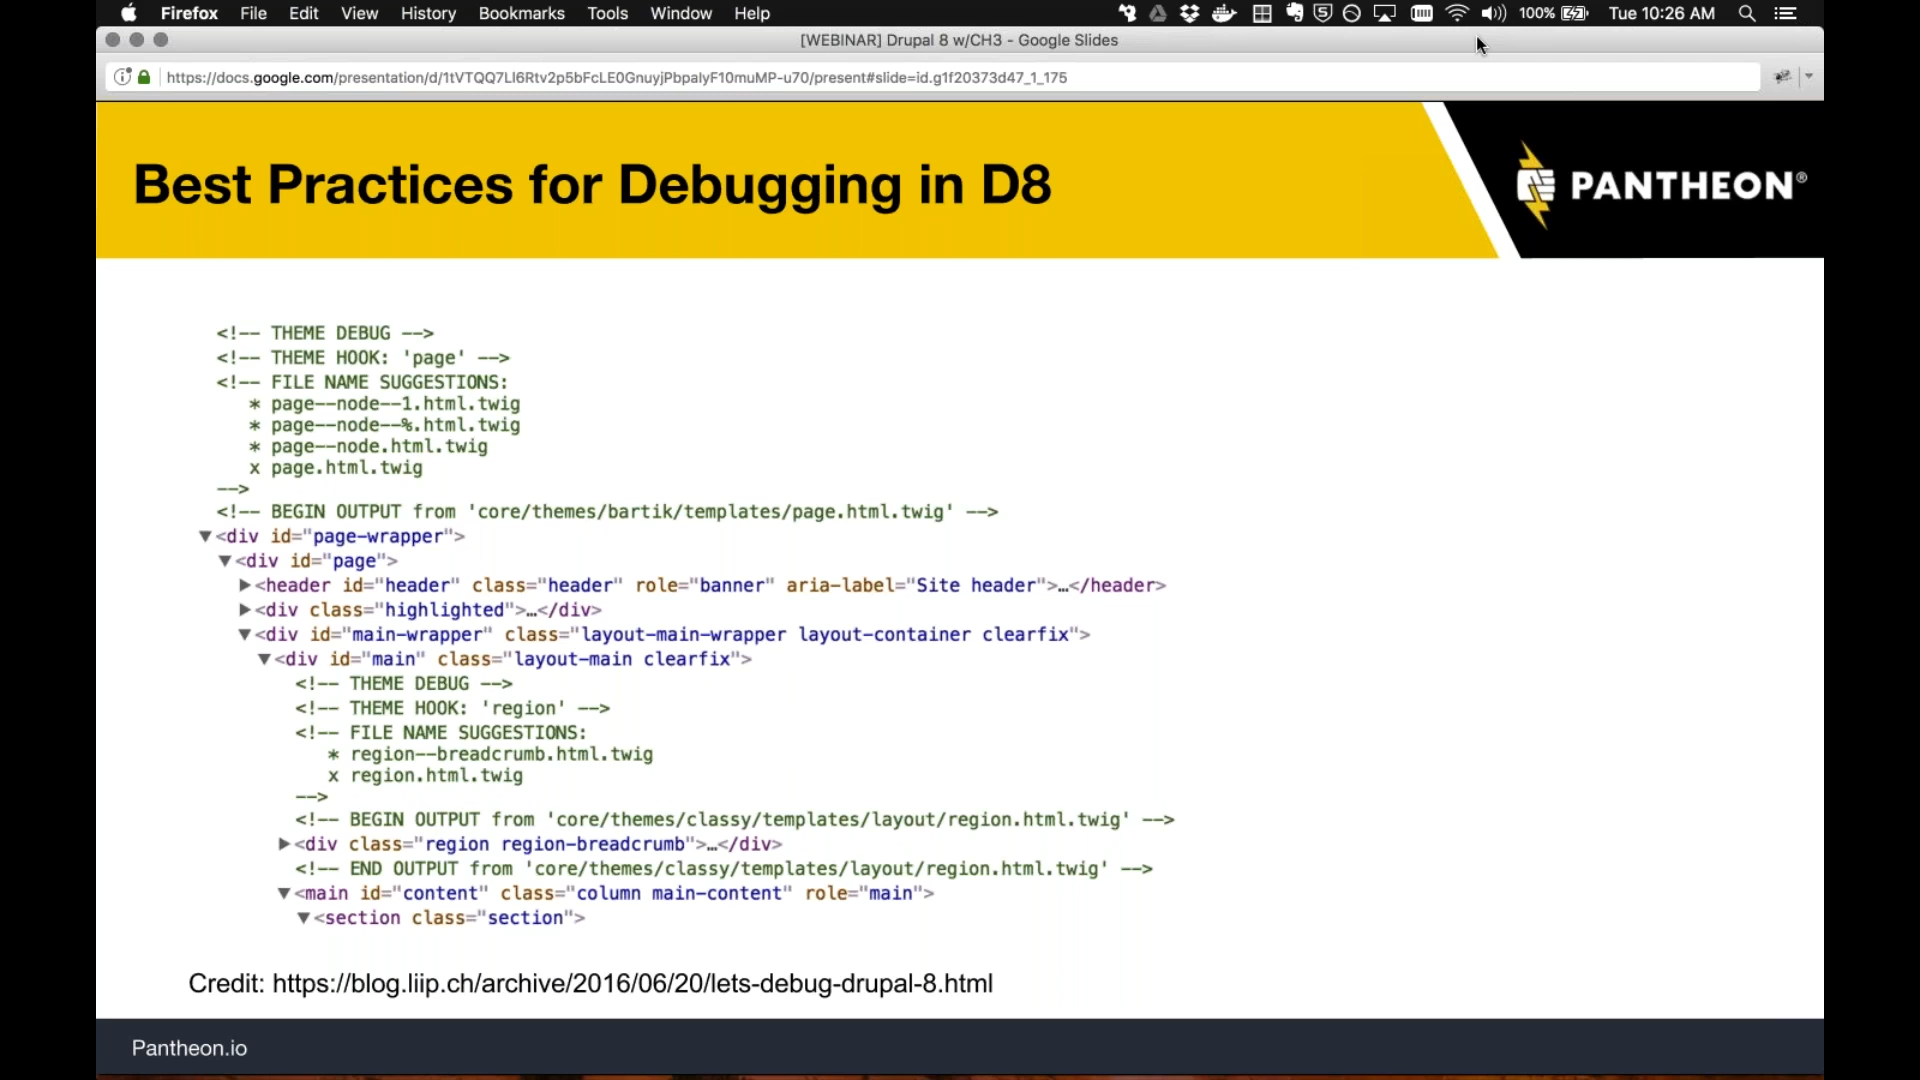 Firefox File Edit View History Bookmarks Tools Window Help 100% Tue 10:26 AM
[WEBINAR] Drupal 8 w/CH3 - Google Slides
https://docs.google.com/presentation/d/1tVTQQ7Ll6Rtv2p5bFcLE0GnuyjPbpalyF10muMP-u70/present#slide=id.g1f20373d47_1_175
Best Practices for Debugging in D8
PANTHEON®
<!-- THEME DEBUG -->
<!-- THEME HOOK: 'page' -->
<!-- FILE NAME SUGGESTIONS:
* page--node--1.html.twig
* page--node--%.html.twig
* page--node.html.twig
x page.html.twig
-->
<!-- BEGIN OUTPUT from 'core/themes/bartik/templates/page.html.twig' -->
▼<div id="page-wrapper">
▼<div id="page">
▶<header id="header" class="header" role="banner" aria-label="Site header">…</header>
▶<div class="highlighted">…</div>
▼<div id="main-wrapper" class="layout-main-wrapper layout-container clearfix">
▼<div id="main" class="layout-main clearfix">
<!-- THEME DEBUG -->
<!-- THEME HOOK: 'region' -->
<!-- FILE NAME SUGGESTIONS:
* region--breadcrumb.html.twig
x region.html.twig
-->
<!-- BEGIN OUTPUT from 'core/themes/classy/templates/layout/region.html.twig' -->
▶<div class="region region-breadcrumb">…</div>
<!-- END OUTPUT from 'core/themes/classy/templates/layout/region.html.twig' -->
▼<main id="content" class="column main-content" role="main">
▼<section class="section">
Credit: https://blog.liip.ch/archive/2016/06/20/lets-debug-drupal-8.html
Pantheon.io